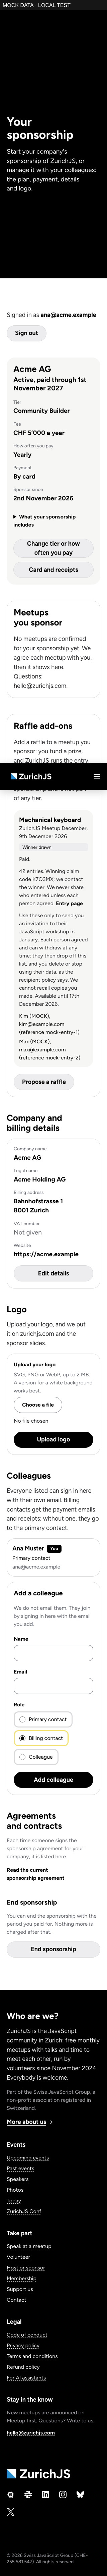 MOCK DATA · LOCAL TEST
Your
sponsorship
Start your company's
sponsorship of ZurichJS, or
manage it with your colleagues:
the plan, payment, details
and logo.
Signed in as ana@acme.example
Sign out
Acme AG
Active, paid through 1st
November 2027
Tier
Community Builder
Fee
CHF 5'000 a year
How often you pay
Yearly
Payment
By card
Sponsor since
2nd November 2026
What your sponsorship
includes
Change tier or how
often you pay
Card and receipts
Meetups
you sponsor
No meetups are confirmed
for your sponsorship yet. We
agree each meetup with you,
then it shows here.
Questions:
hello@zurichjs.com.
Raffle add-ons
Add a raffle to a meetup you
sponsor: you fund a prize,
and ZurichJS runs the entry,
ZurichJS
of any tier.
Mechanical keyboard
ZurichJS Meetup December,
9th December 2026
Winner drawn
Paid.
42 entries. Winning claim
code K7Q3MX; we contact
the winner. We never share
who entered unless each
person agrees. Entry page
Use these only to send you
an invitation to their
JavaScript workshop in
January. Each person agreed
and can withdraw at any
time: they then drop off this
list, and you delete or stop
using their data, as the
recipient policy says. We
cannot recall copies you
made. Available until 17th
December 2026.
Kim (MOCK),
kim@example.com
(reference mock-entry-1)
Max (MOCK),
max@example.com
(reference mock-entry-2)
Propose a raffle
Company and
billing details
Company name
Acme AG
Legal name
Acme Holding AG
Billing address
Bahnhofstrasse 1
8001 Zurich
VAT number
Not given
Website
https://acme.example
Edit details
Logo
Upload your logo, and we put
it on zurichjs.com and the
sponsor slides.
Upload your logo
SVG, PNG or WebP, up to 2 MB.
A version for a white background
works best.
Choose a file
No file chosen
Upload logo
Colleagues
Everyone listed can sign in here
with their own email. Billing
contacts get the payment emails
and receipts; without one, they go
to the primary contact.
Ana Muster You
Primary contact
ana@acme.example
Add a colleague
We do not email them. They join
by signing in here with the email
you add.
Name
Email
Role
Primary contact
Billing contact
Colleague
Add colleague
Agreements
and contracts
Each time someone signs the
sponsorship agreement for your
company, it is listed here.
Read the current
sponsorship agreement
End sponsorship
You can end the sponsorship with the
period you paid for. Nothing more is
charged after that.
End sponsorship
Who are we?
ZurichJS is the JavaScript
community in Zurich: free monthly
meetups with talks and time to
meet each other, run by
volunteers since November 2024.
Everybody is welcome.
Part of the Swiss JavaScript Group, a
non-profit association registered in
Switzerland.
More about us
Events
Upcoming events
Past events
Speakers
Photos
Today
ZurichJS Conf
Take part
Speak at a meetup
Volunteer
Host or sponsor
Membership
Support us
Contact
Legal
Code of conduct
Privacy policy
Terms and conditions
Refund policy
For AI assistants
Stay in the know
New meetups are announced on
Meetup first. Questions? Write to us.
hello@zurichjs.com
ZurichJS
© 2026 Swiss JavaScript Group (CHE-
255.581.547). All rights reserved.